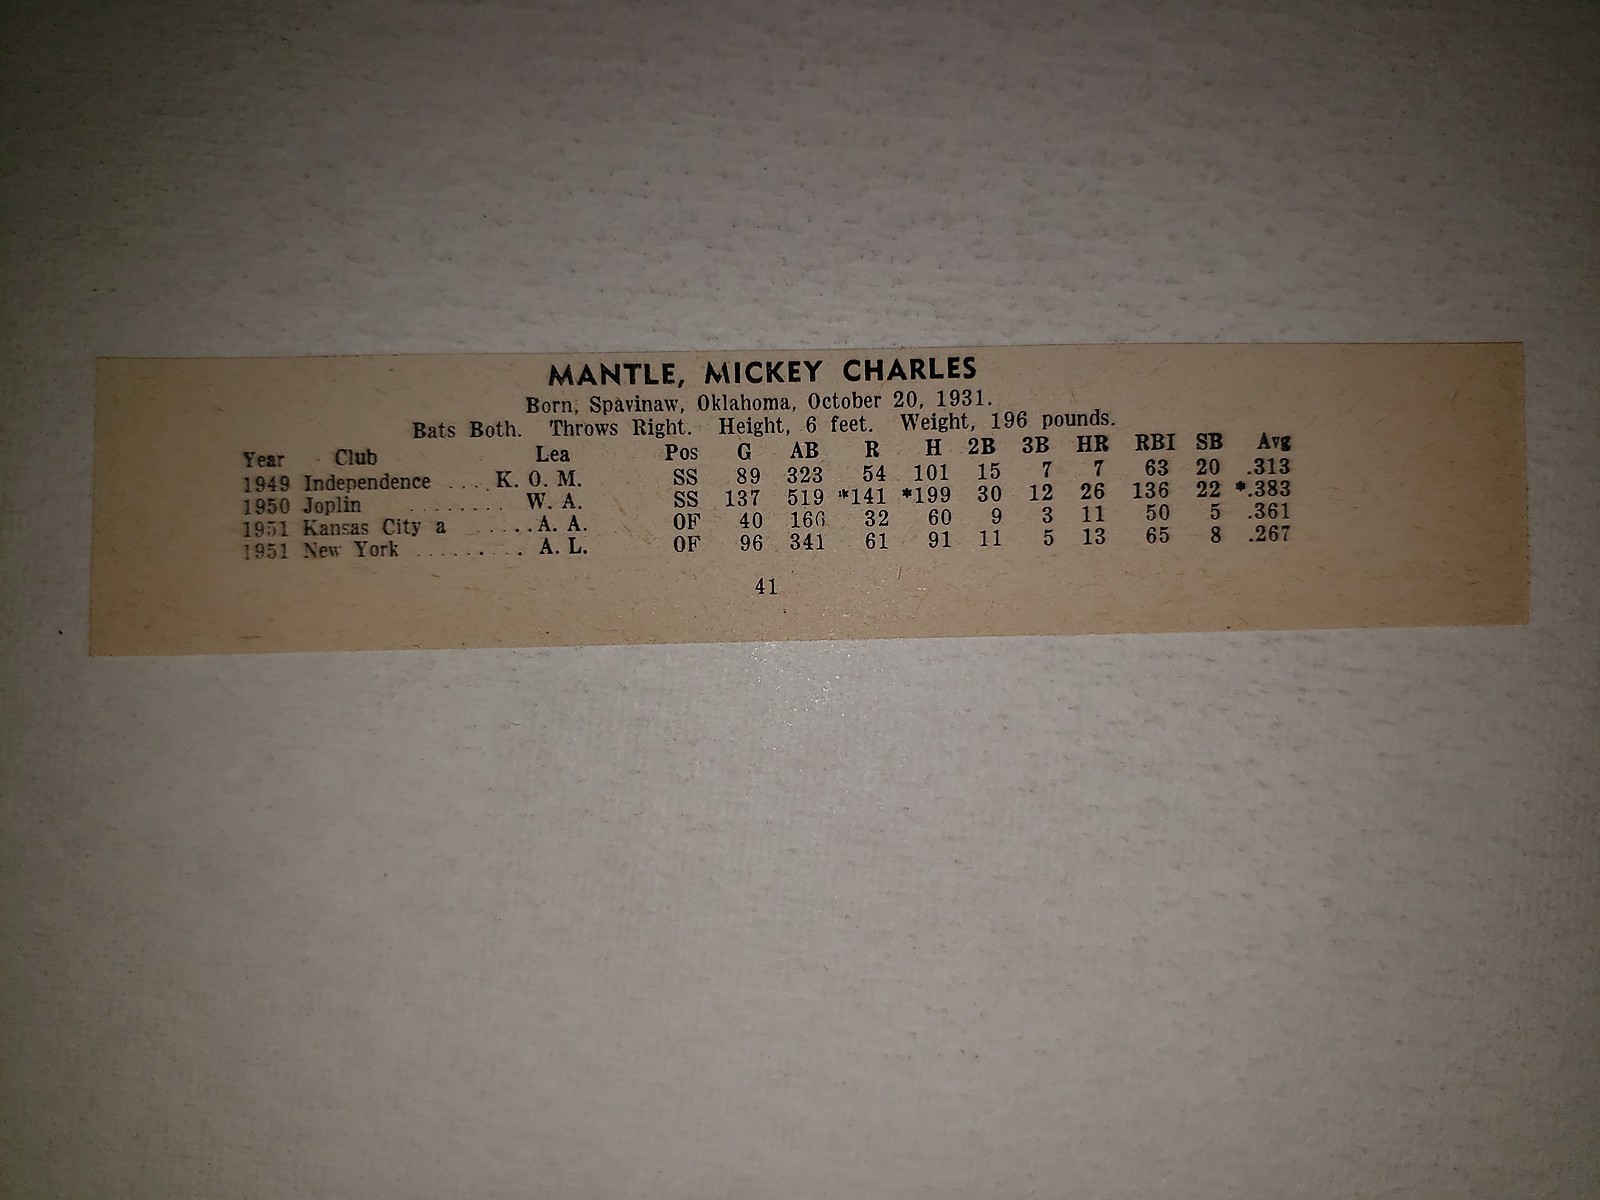 MANTLE, MICKEY CHARLES
Born, Spavinaw, Oklahoma, October 20, 1931.
Bats Both. Throws Right. Height, 6 feet. Weight, 196 pounds.
Year Club Lea Pos G AB R H 2B 3B HR RBI SB Avg
1949 Independence .... K. O. M. SS 89 323 54 101 15 7 7 63 20 .313
1950 Joplin ........ W. A. SS 137 519 *141 *199 30 12 26 136 22 *.383
1951 Kansas City a ..... A. A. OF 40 166 32 60 9 3 11 50 5 .361
1951 New York ........ A. L. OF 96 341 61 91 11 5 13 65 8 .267
41